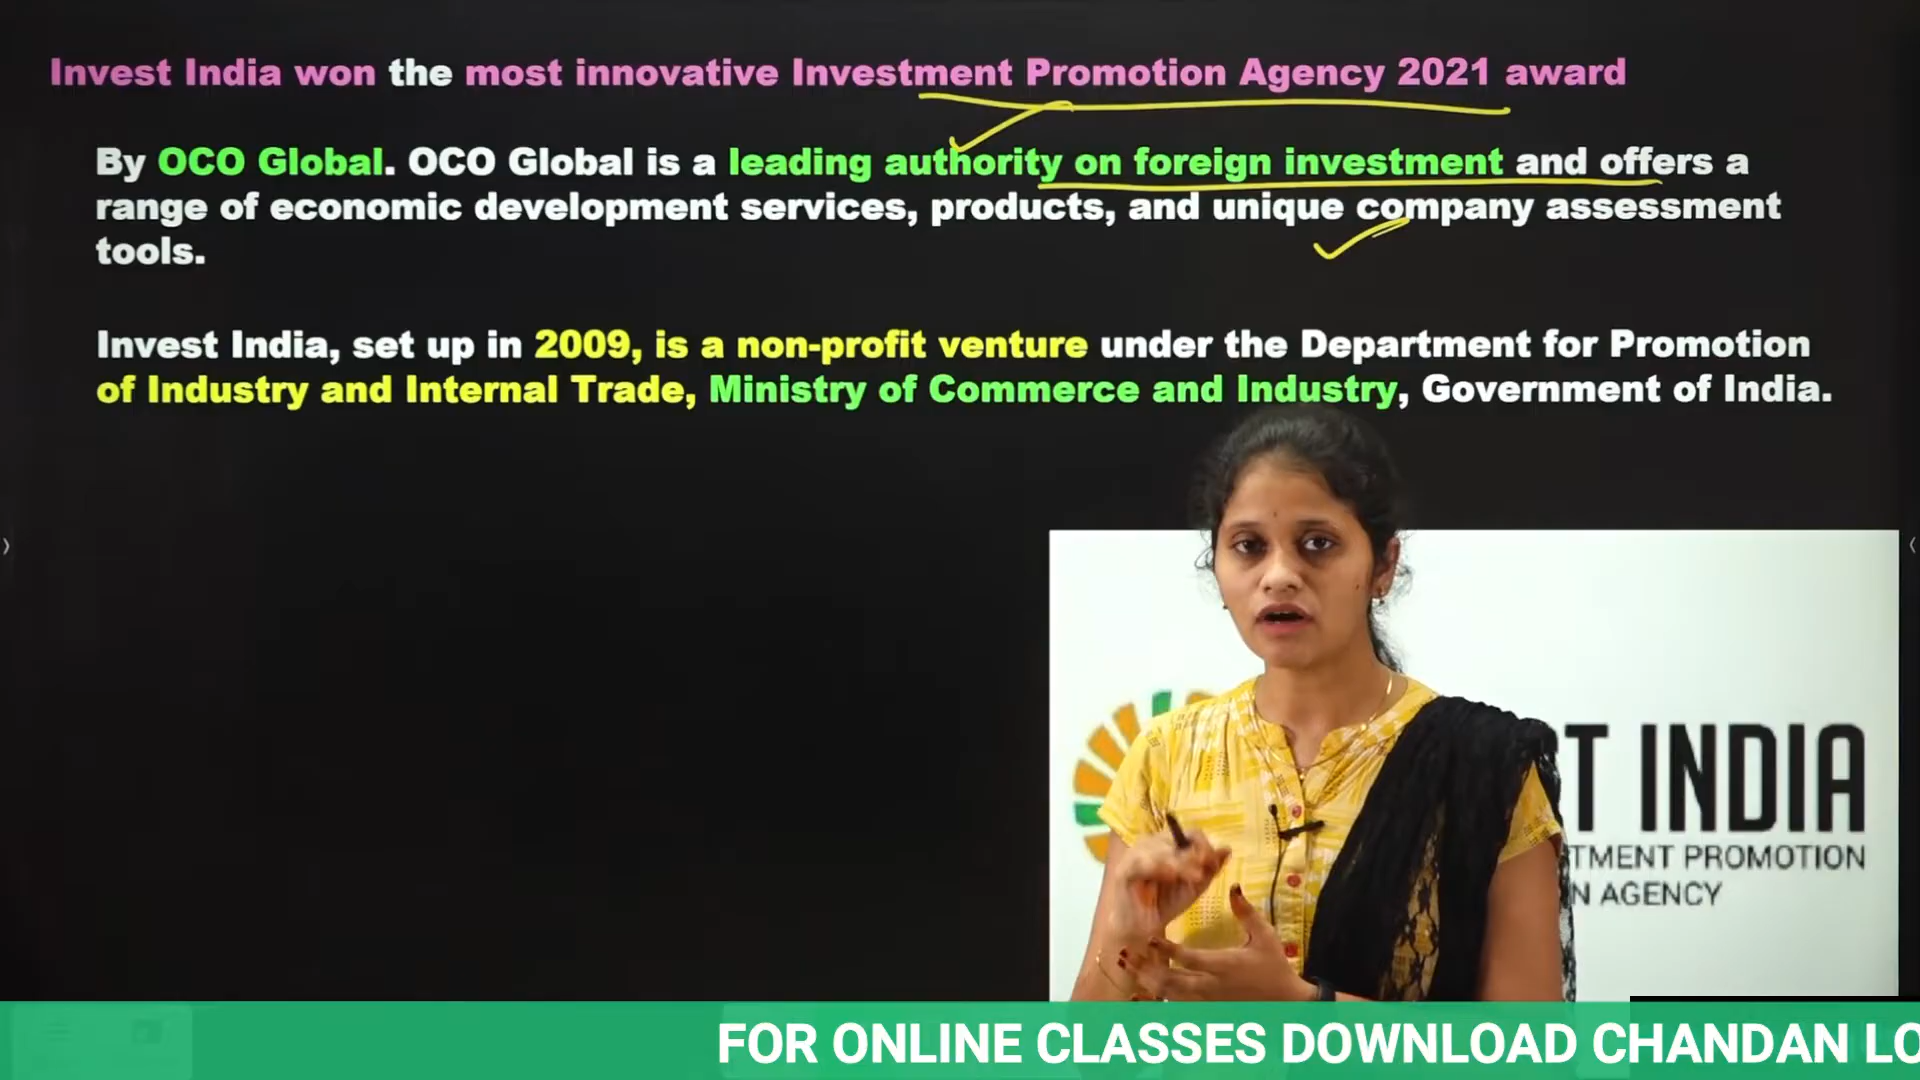 Invest India won the most innovative Investment Promotion Agency 2021 award
By OCO Global. OCO Global is a leading authority on foreign investment and offers a
range of economic development services, products, and unique company assessment
tools.
Invest India, set up in 2009, is a non-profit venture under the Department for Promotion
of Industry and Internal Trade, Ministry of Commerce and Industry, Government of India.
T INDIA
TMENT PROMOTION
N AGENCY
FOR ONLINE CLASSES DOWNLOAD CHANDAN LO